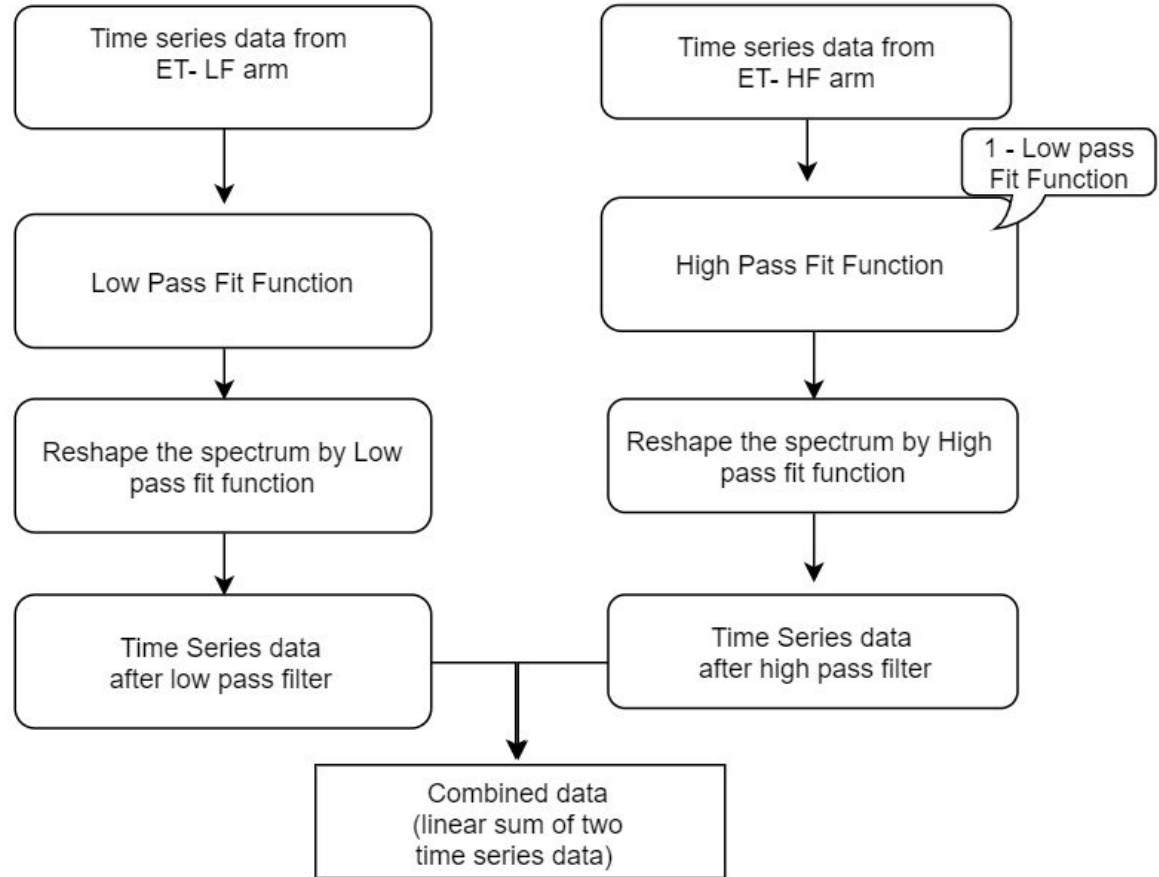 Time series data from
ET- LF arm
Time series data from
ET- HF arm
1 - Low pass
Fit Function
Low Pass Fit Function
High Pass Fit Function
Reshape the spectrum by Low
pass fit function
Reshape the spectrum by High
pass fit function
Time Series data
after low pass filter
Time Series data
after high pass filter
Combined data
(linear sum of two
time series data)